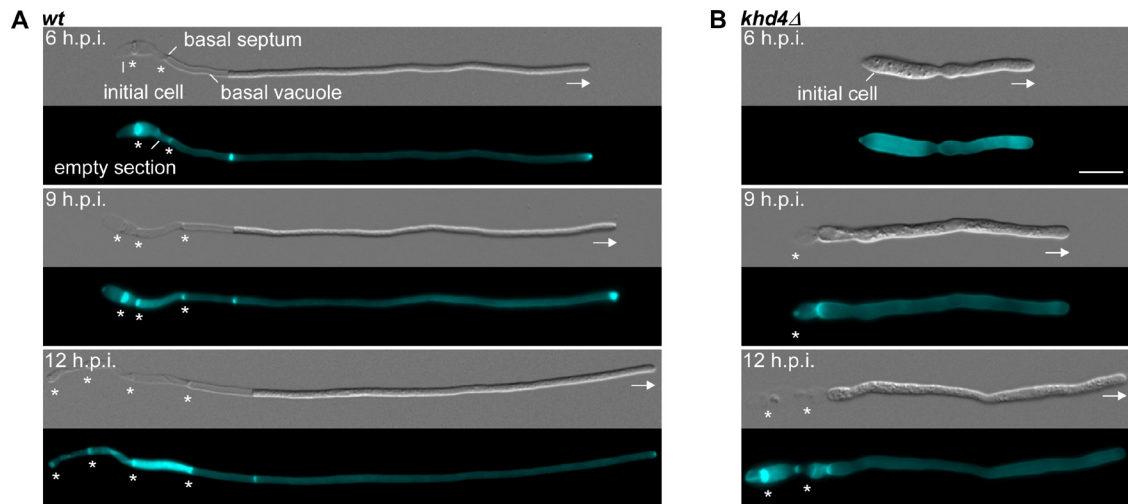 A wt
6 h.p.i.
basal septum
*
*
initial cell
basal vacuole
*
*
empty section
9 h.p.i.
* * *
* * *
12 h.p.i.
* * * *
* * * *
B khd4Δ
6 h.p.i.
initial cell
9 h.p.i.
*
*
12 h.p.i.
* *
* *